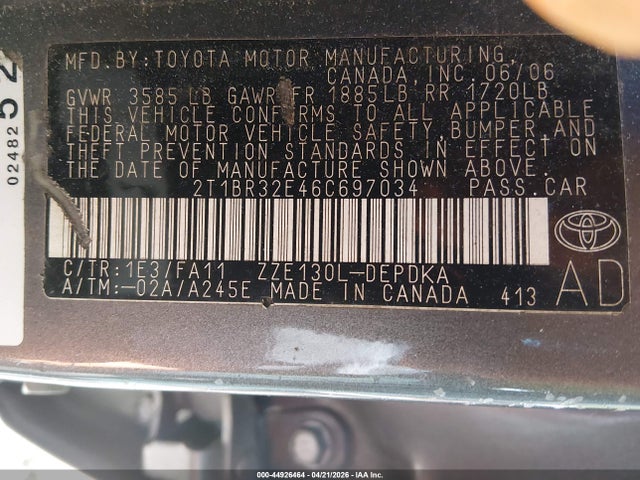 MFD. BY: TOYOTA MOTOR MANUFACTURING,
CANADA, INC. 06/06
GVWR 3585 LB GAWR FR 1885LB RR 1720LB
THIS VEHICLE CONFORMS TO ALL APPLICABLE
FEDERAL MOTOR VEHICLE SAFETY, BUMPER, AND
THEFT PREVENTION STANDARDS IN EFFECT ON
THE DATE OF MANUFACTURE SHOWN ABOVE.
2T1BR32E46C697034 PASS. CAR
C/TR: 1E3/FA11 ZZE130L-DEPDKA
A/TM: -02A/A245E MADE IN CANADA 413
AD
02482
52
000-44926464 - 04/21/2026 - IAA Inc.